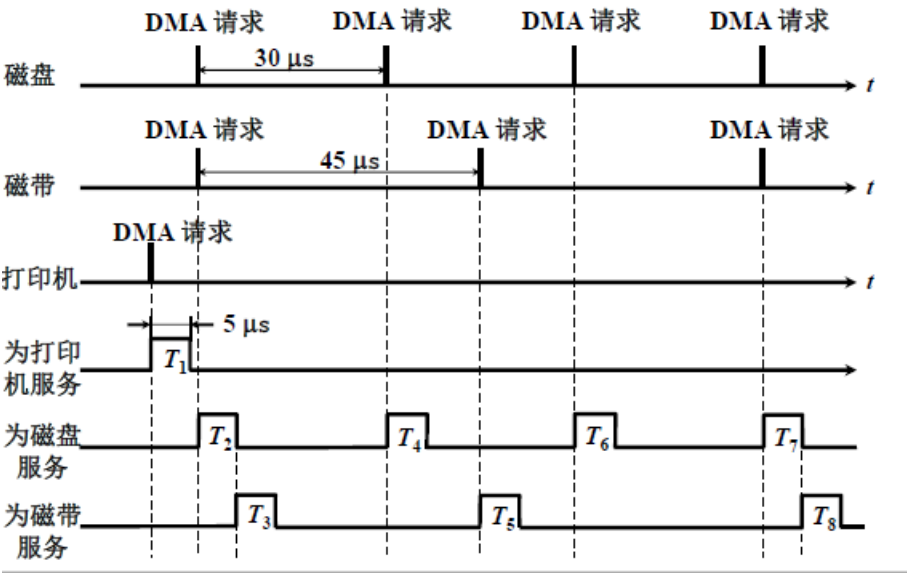 DMA 请求 DMA 请求 DMA 请求 DMA 请求
30 μs
磁盘
t
DMA 请求 DMA 请求 DMA 请求
45 μs
磁带
t
DMA 请求
打印机
t
5 μs
为打印
机服务
T1
为磁盘
服务
T2 T4 T6 T7
为磁带
服务
T3 T5 T8